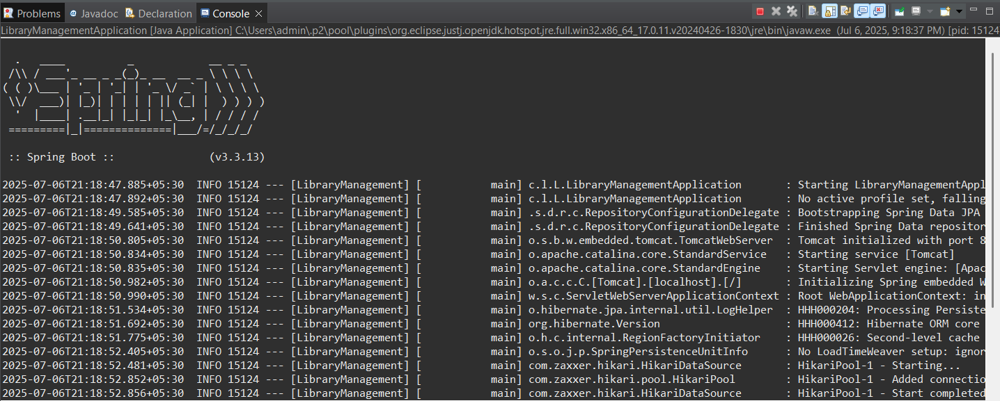 Problems @ Javadoc Declaration Console
LibraryManagementApplication [Java Application] C:\Users\admin\.p2\pool\plugins\org.eclipse.justj.openjdk.hotspot.jre.full.win32.x86_64_17.0.11.v20240426-1830\jre\bin\javaw.exe (Jul 6, 2025, 9:18:37 PM) [pid: 15124
  .   ____          _            __ _ _
 /\\ / ___'_ __ _ _(_)_ __  __ _ \ \ \ \
( ( )\___ | '_ | '_| | '_ \/ _` | \ \ \ \
 \\/  ___)| |_)| | | | | || (_| |  ) ) ) )
  '  |____| .__|_| |_|_| |_\__, | / / / /
 =========|_|==============|___/=/_/_/_/
 :: Spring Boot ::                (v3.3.13)
2025-07-06T21:18:47.885+05:30  INFO 15124 --- [LibraryManagement] [           main] c.l.L.LibraryManagementApplication       : Starting LibraryManagementAppl
2025-07-06T21:18:47.892+05:30  INFO 15124 --- [LibraryManagement] [           main] c.l.L.LibraryManagementApplication       : No active profile set, falling
2025-07-06T21:18:49.585+05:30  INFO 15124 --- [LibraryManagement] [           main] .s.d.r.c.RepositoryConfigurationDelegate : Bootstrapping Spring Data JPA
2025-07-06T21:18:49.641+05:30  INFO 15124 --- [LibraryManagement] [           main] .s.d.r.c.RepositoryConfigurationDelegate : Finished Spring Data repositor
2025-07-06T21:18:50.805+05:30  INFO 15124 --- [LibraryManagement] [           main] o.s.b.w.embedded.tomcat.TomcatWebServer  : Tomcat initialized with port 8
2025-07-06T21:18:50.834+05:30  INFO 15124 --- [LibraryManagement] [           main] o.apache.catalina.core.StandardService   : Starting service [Tomcat]
2025-07-06T21:18:50.835+05:30  INFO 15124 --- [LibraryManagement] [           main] o.apache.catalina.core.StandardEngine    : Starting Servlet engine: [Apac
2025-07-06T21:18:50.982+05:30  INFO 15124 --- [LibraryManagement] [           main] o.a.c.c.C.[Tomcat].[localhost].[/]       : Initializing Spring embedded W
2025-07-06T21:18:50.990+05:30  INFO 15124 --- [LibraryManagement] [           main] w.s.c.ServletWebServerApplicationContext : Root WebApplicationContext: in
2025-07-06T21:18:51.534+05:30  INFO 15124 --- [LibraryManagement] [           main] o.hibernate.jpa.internal.util.LogHelper  : HHH000204: Processing Persiste
2025-07-06T21:18:51.692+05:30  INFO 15124 --- [LibraryManagement] [           main] org.hibernate.Version                    : HHH000412: Hibernate ORM core
2025-07-06T21:18:51.775+05:30  INFO 15124 --- [LibraryManagement] [           main] o.h.c.internal.RegionFactoryInitiator    : HHH000026: Second-level cache
2025-07-06T21:18:52.405+05:30  INFO 15124 --- [LibraryManagement] [           main] o.s.o.j.p.SpringPersistenceUnitInfo      : No LoadTimeWeaver setup: ignor
2025-07-06T21:18:52.481+05:30  INFO 15124 --- [LibraryManagement] [           main] com.zaxxer.hikari.HikariDataSource       : HikariPool-1 - Starting...
2025-07-06T21:18:52.852+05:30  INFO 15124 --- [LibraryManagement] [           main] com.zaxxer.hikari.pool.HikariPool        : HikariPool-1 - Added connectio
2025-07-06T21:18:52.856+05:30  INFO 15124 --- [LibraryManagement] [           main] com.zaxxer.hikari.HikariDataSource       : HikariPool-1 - Start completed